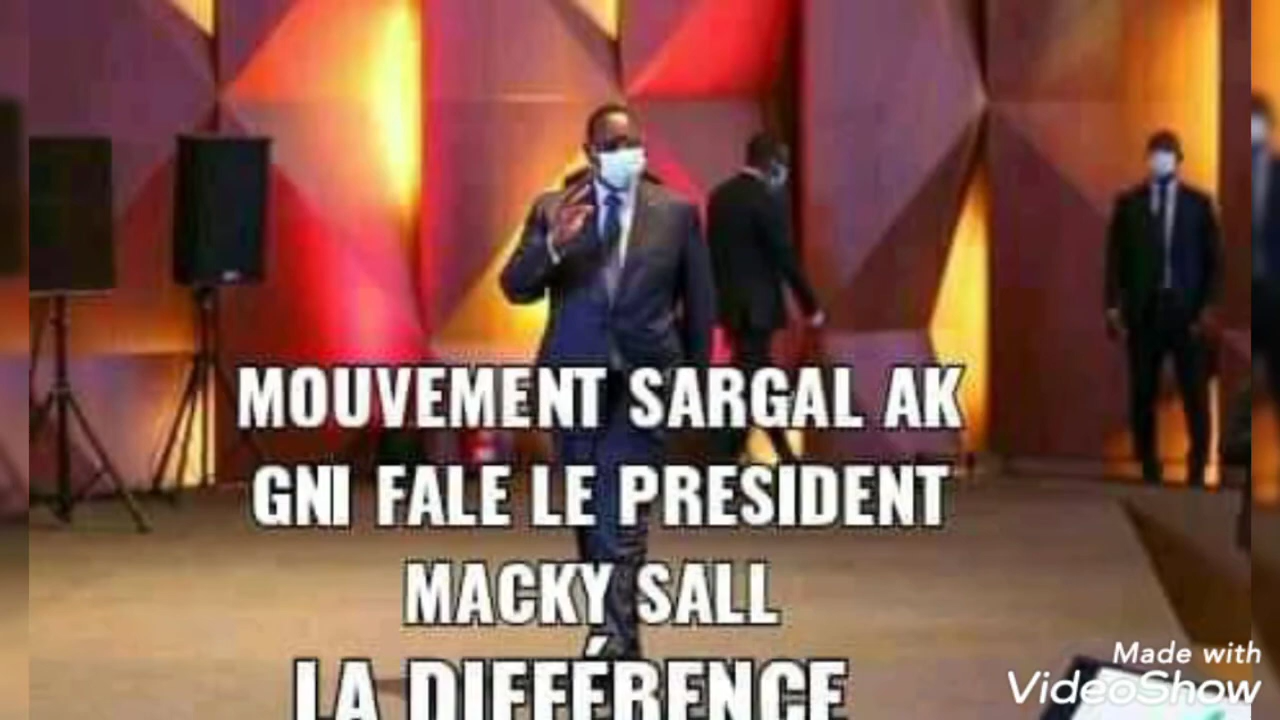 MOUVEMENT SARGAL AK
GNI FALE LE PRESIDENT
MACKY SALL
LA DIFFÉRENCE
Made with
VideoShow